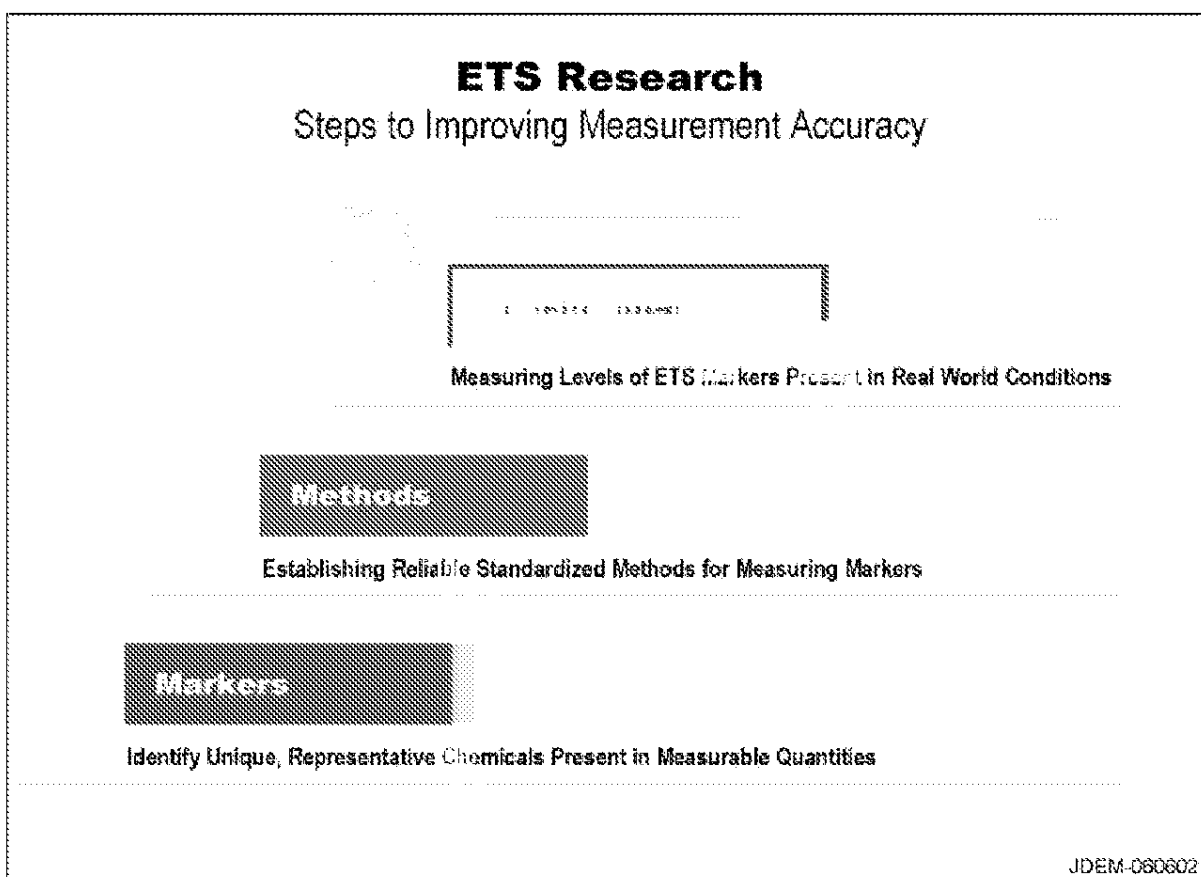 ETS Research
Steps to Improving Measurement Accuracy
Measuring Levels of ETS Markers Present in Real World Conditions
Methods
Establishing Reliable Standardized Methods for Measuring Markers
Markers
Identify Unique, Representative Chemicals Present in Measurable Quantities
JDEM-060602